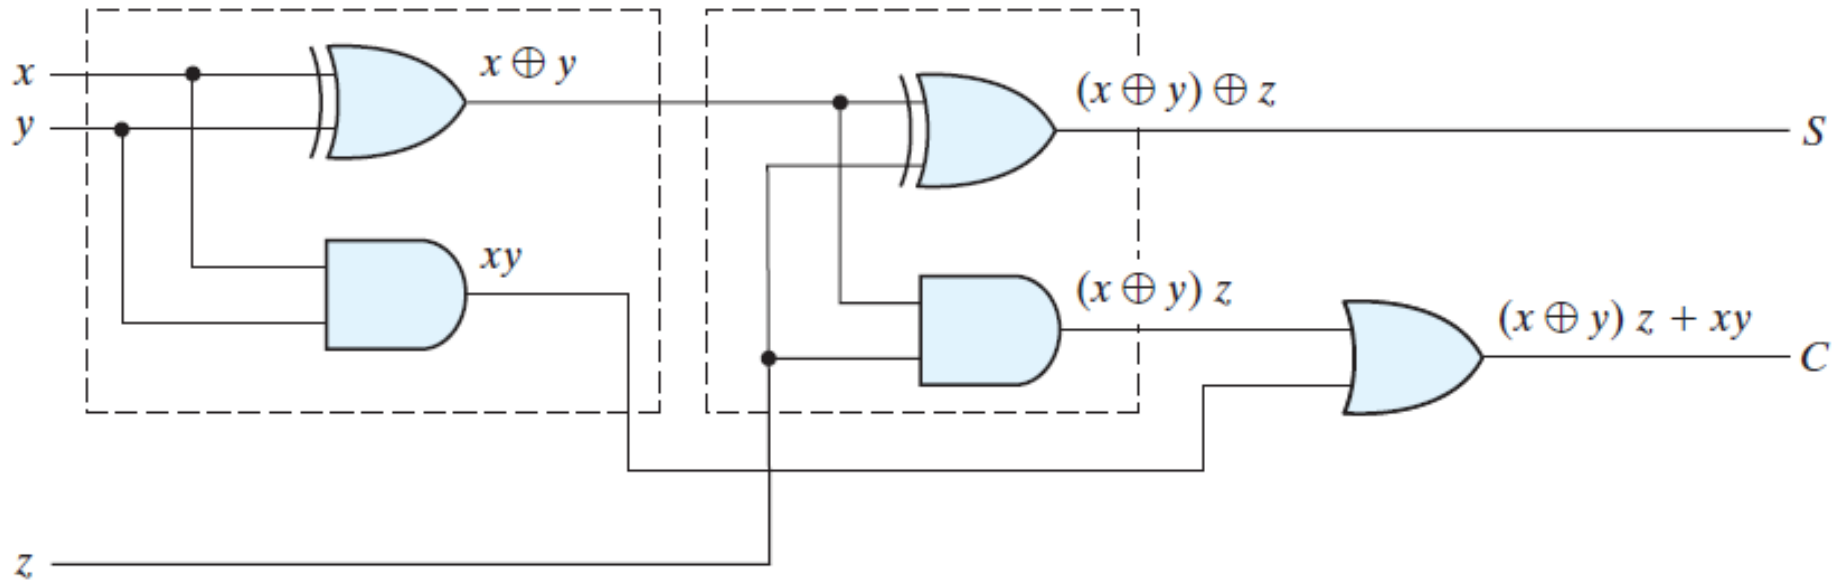 x
x ⊕ y
(x ⊕ y) ⊕ z
y
S
xy
(x ⊕ y) z
(x ⊕ y) z + xy
C
z